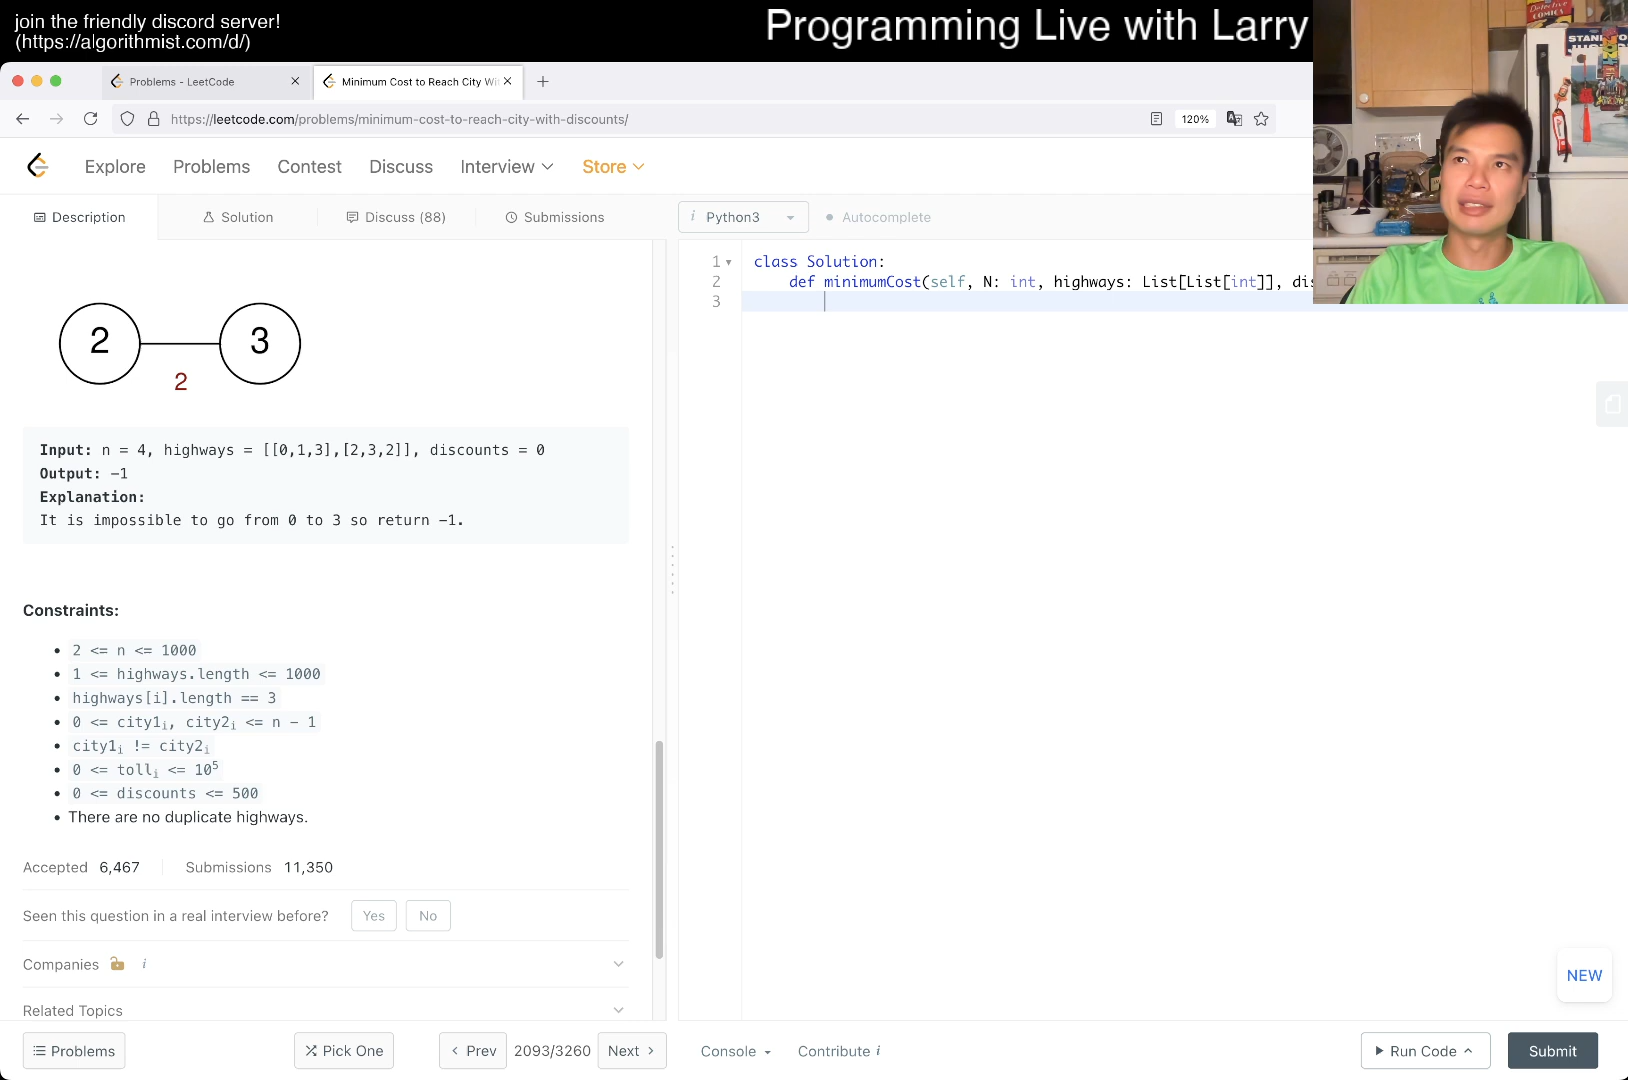 join the friendly discord server!
(https://algorithmist.com/d/)
Programming Live with Larry
Problems - LeetCode
Minimum Cost to Reach City Wit
https://leetcode.com/problems/minimum-cost-to-reach-city-with-discounts/
120%
Explore
Problems
Contest
Discuss
Interview
Store
Description
Solution
Discuss (88)
Submissions
i Python3
Autocomplete
2
3
2
Input: n = 4, highways = [[0,1,3],[2,3,2]], discounts = 0
Output: -1
Explanation:
It is impossible to go from 0 to 3 so return -1.
Constraints:
• 2 <= n <= 1000
• 1 <= highways.length <= 1000
• highways[i].length == 3
• 0 <= city1i, city2i <= n - 1
• city1i != city2i
• 0 <= tolli <= 10⁵
• 0 <= discounts <= 500
• There are no duplicate highways.
Accepted 6,467
Submissions 11,350
Seen this question in a real interview before?
Yes
No
Companies
i
Related Topics
1 class Solution:
2 def minimumCost(self, N: int, highways: List[List[int]], dis
3
NEW
Problems
Pick One
Prev
2093/3260
Next
Console
Contribute i
Run Code
Submit